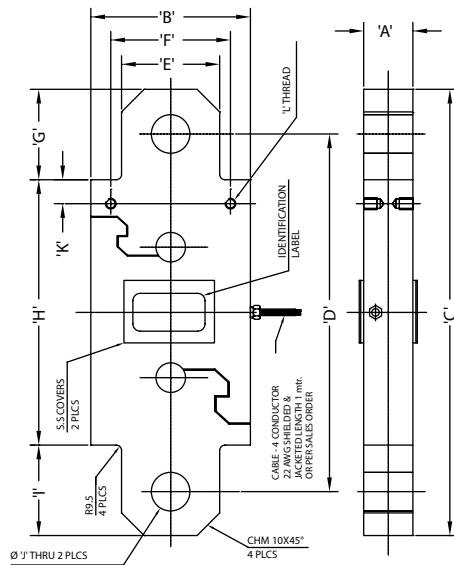 'B'
'F'
'E'
'A'
'L' THREAD
'G'
'K'
IDENTIFICATION
LABEL
'H'
'D'
'C'
S.S COVERS
2 PLCS
CABLE - 4 CONDUCTOR
22 AWG SHIELDED &
JACKETED LENGTH 1 mtr.
OR PER SALES ORDER
'I'
R9.5
4 PLCS
Ø 'J' THRU 2 PLCS
CHM 10X45°
4 PLCS